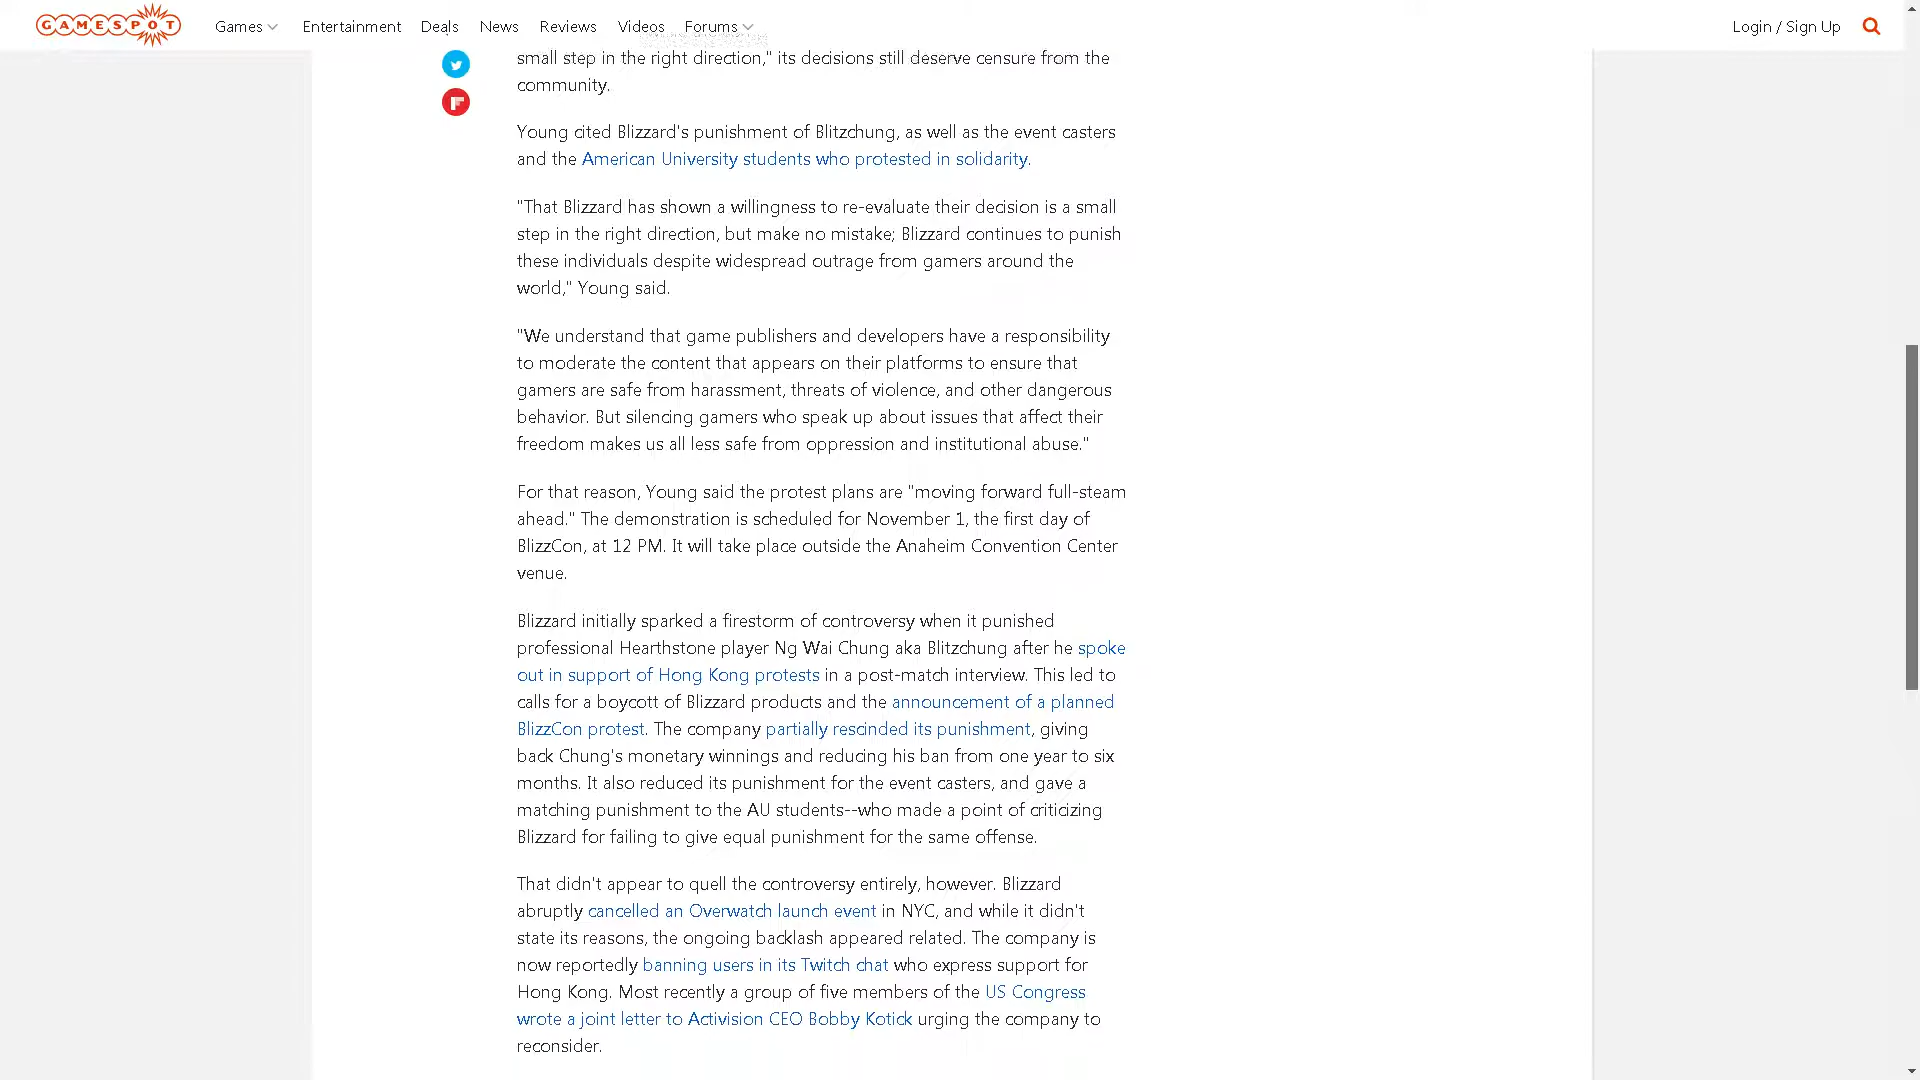 GAMESPOT Games Entertainment Deals News Reviews Videos Forums Login / Sign Up
small step in the right direction," its decisions still deserve censure from the
community.
Young cited Blizzard's punishment of Blitzchung, as well as the event casters
and the American University students who protested in solidarity.
"That Blizzard has shown a willingness to re-evaluate their decision is a small
step in the right direction, but make no mistake; Blizzard continues to punish
these individuals despite widespread outrage from gamers around the
world," Young said.
"We understand that game publishers and developers have a responsibility
to moderate the content that appears on their platforms to ensure that
gamers are safe from harassment, threats of violence, and other dangerous
behavior. But silencing gamers who speak up about issues that affect their
freedom makes us all less safe from oppression and institutional abuse."
For that reason, Young said the protest plans are "moving forward full-steam
ahead." The demonstration is scheduled for November 1, the first day of
BlizzCon, at 12 PM. It will take place outside the Anaheim Convention Center
venue.
Blizzard initially sparked a firestorm of controversy when it punished
professional Hearthstone player Ng Wai Chung aka Blitzchung after he spoke
out in support of Hong Kong protests in a post-match interview. This led to
calls for a boycott of Blizzard products and the announcement of a planned
BlizzCon protest. The company partially rescinded its punishment, giving
back Chung's monetary winnings and reducing his ban from one year to six
months. It also reduced its punishment for the event casters, and gave a
matching punishment to the AU students--who made a point of criticizing
Blizzard for failing to give equal punishment for the same offense.
That didn't appear to quell the controversy entirely, however. Blizzard
abruptly cancelled an Overwatch launch event in NYC, and while it didn't
state its reasons, the ongoing backlash appeared related. The company is
now reportedly banning users in its Twitch chat who express support for
Hong Kong. Most recently a group of five members of the US Congress
wrote a joint letter to Activision CEO Bobby Kotick urging the company to
reconsider.